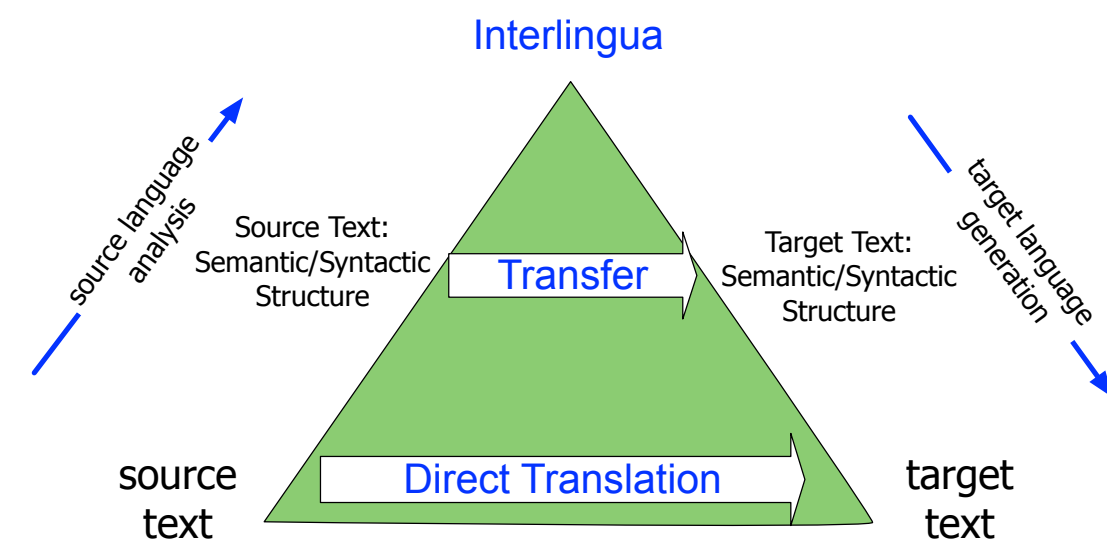 Interlingua
source language
analysis
target language
generation
Source Text:
Semantic/Syntactic
Structure
Transfer
Target Text:
Semantic/Syntactic
Structure
source
text
Direct Translation
target
text